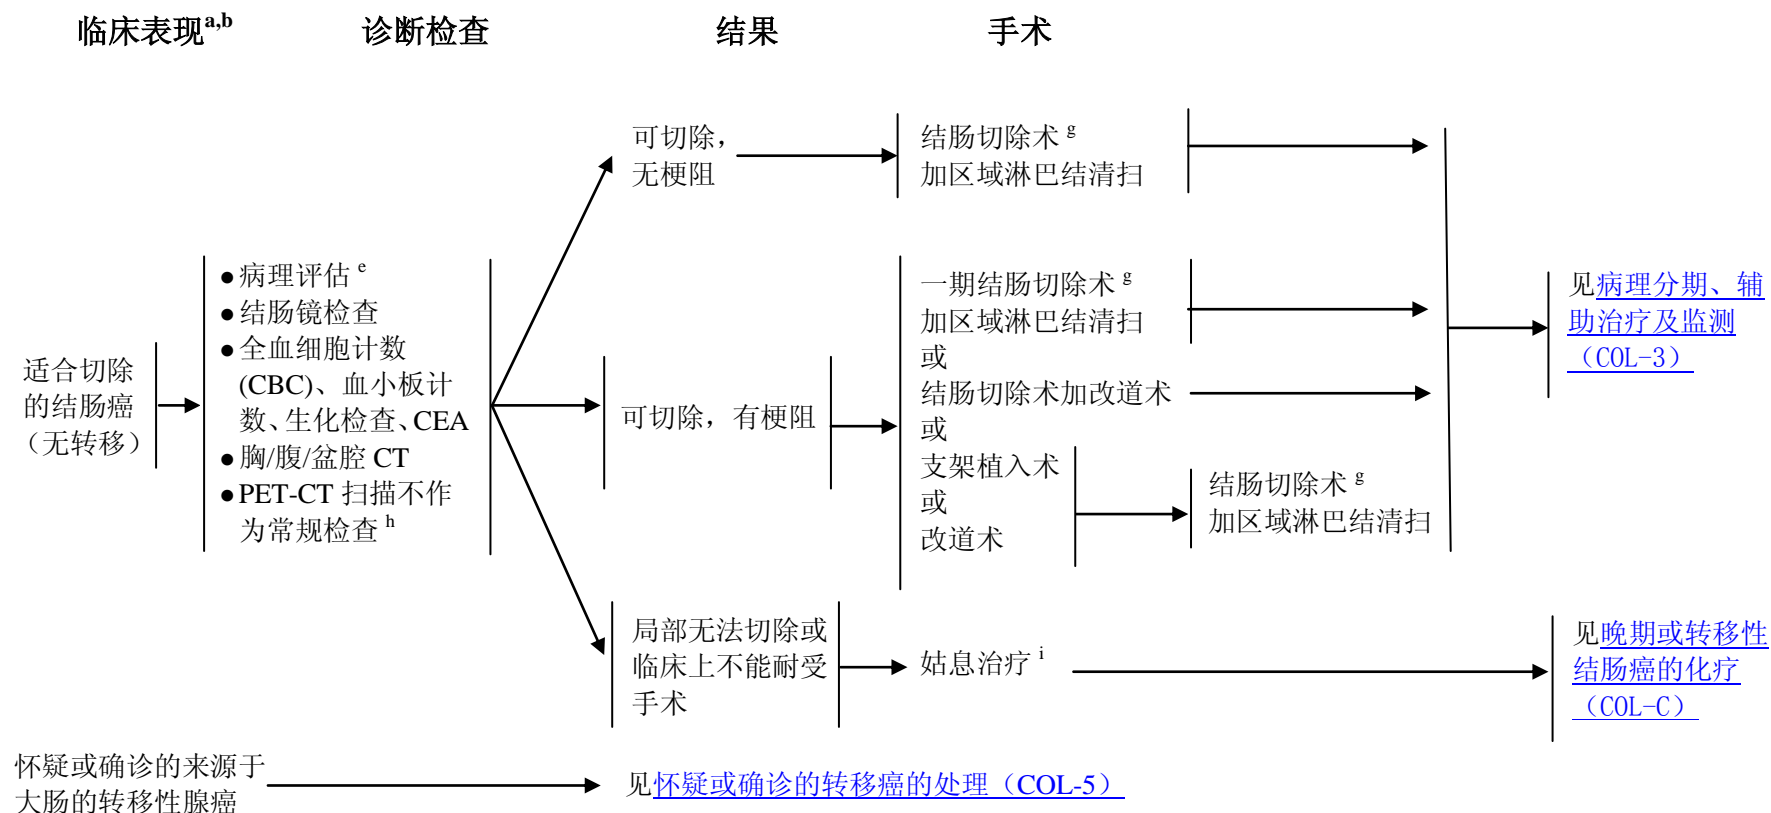 临床表现a,b
诊断检查
结果
手术
适合切除
的结肠癌
（无转移）
●病理评估 e
●结肠镜检查
●全血细胞计数
(CBC)、血小板计
数、生化检查、CEA
●胸/腹/盆腔 CT
●PET-CT 扫描不作
为常规检查 h
可切除，
无梗阻
结肠切除术 g
加区域淋巴结清扫
可切除，有梗阻
一期结肠切除术 g
加区域淋巴结清扫
或
结肠切除术加改道术
或
支架植入术
或
改道术
结肠切除术 g
加区域淋巴结清扫
见病理分期、辅
助治疗及监测
（COL-3）
局部无法切除或
临床上不能耐受
手术
姑息治疗 i
见晚期或转移性
结肠癌的化疗
（COL-C）
怀疑或确诊的来源于
大肠的转移性腺癌
见怀疑或确诊的转移癌的处理（COL-5）